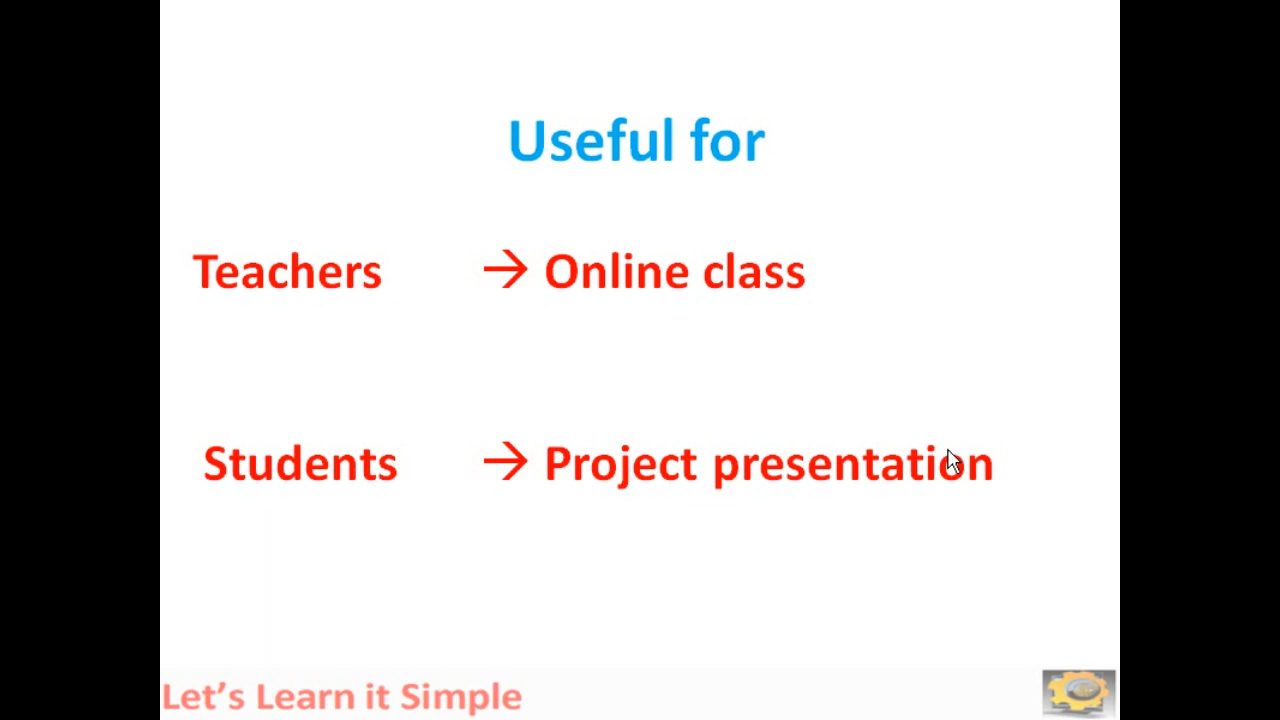 Useful for
Teachers → Online class
Students → Project presentation
Let's Learn it Simple